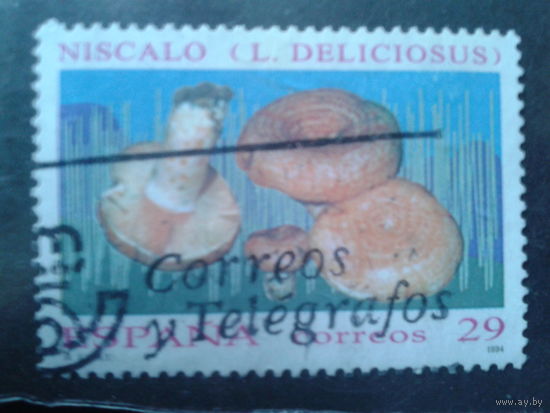 NISCALO (L. DELICIOSUS)
Correos
y Telégrafos
ESPAÑA correos 29
1994
www.ay.by